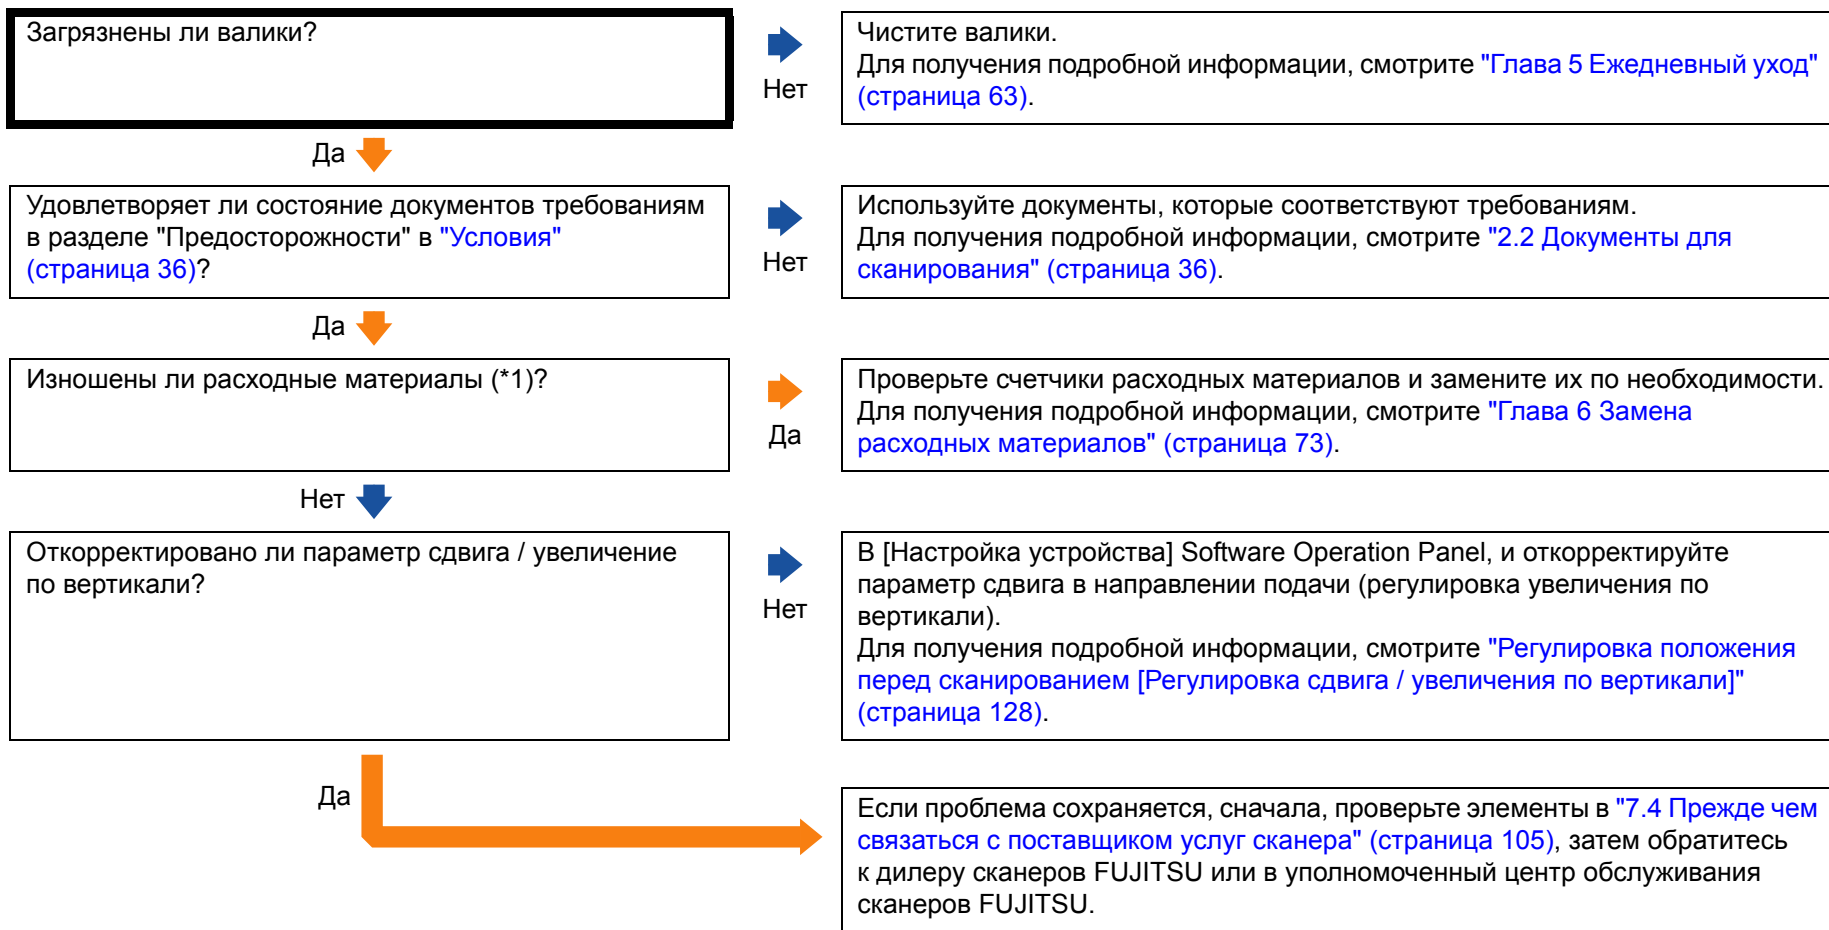 Загрязнены ли валики?
Нет
Чистите валики.
Для получения подробной информации, смотрите "Глава 5 Ежедневный уход"
(страница 63).
Да
Удовлетворяет ли состояние документов требованиям
в разделе "Предосторожности" в "Условия"
(страница 36)?
Нет
Используйте документы, которые соответствуют требованиям.
Для получения подробной информации, смотрите "2.2 Документы для
сканирования" (страница 36).
Да
Изношены ли расходные материалы (*1)?
Да
Проверьте счетчики расходных материалов и замените их по необходимости.
Для получения подробной информации, смотрите "Глава 6 Замена
расходных материалов" (страница 73).
Нет
Откорректировано ли параметр сдвига / увеличение
по вертикали?
Нет
В [Настройка устройства] Software Operation Panel, и откорректируйте
параметр сдвига в направлении подачи (регулировка увеличения по
вертикали).
Для получения подробной информации, смотрите "Регулировка положения
перед сканированием [Регулировка сдвига / увеличения по вертикали]"
(страница 128).
Да
Если проблема сохраняется, сначала, проверьте элементы в "7.4 Прежде чем
связаться с поставщиком услуг сканера" (страница 105), затем обратитесь
к дилеру сканеров FUJITSU или в уполномоченный центр обслуживания
сканеров FUJITSU.